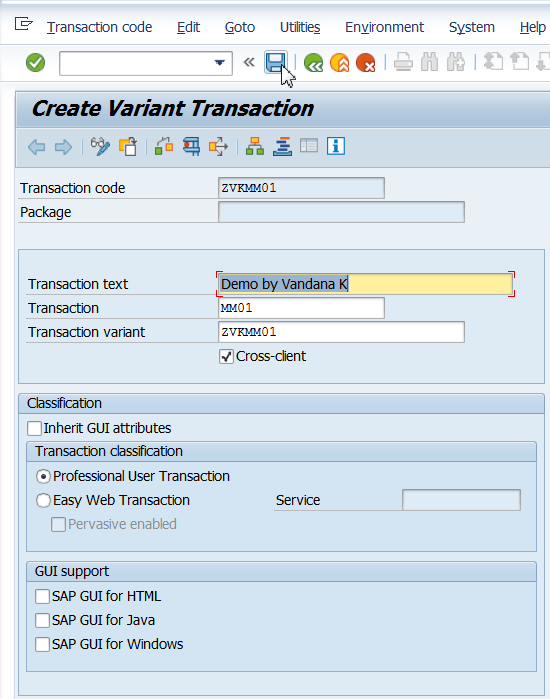 Transaction code Edit Goto Utilities Environment System Help
Create Variant Transaction
Transaction code ZVKMM01
Package
Transaction text Demo by Vandana K
Transaction MM01
Transaction variant ZVKMM01
Cross-client
Classification
Inherit GUI attributes
Transaction classification
Professional User Transaction
Easy Web Transaction Service
Pervasive enabled
GUI support
SAP GUI for HTML
SAP GUI for Java
SAP GUI for Windows